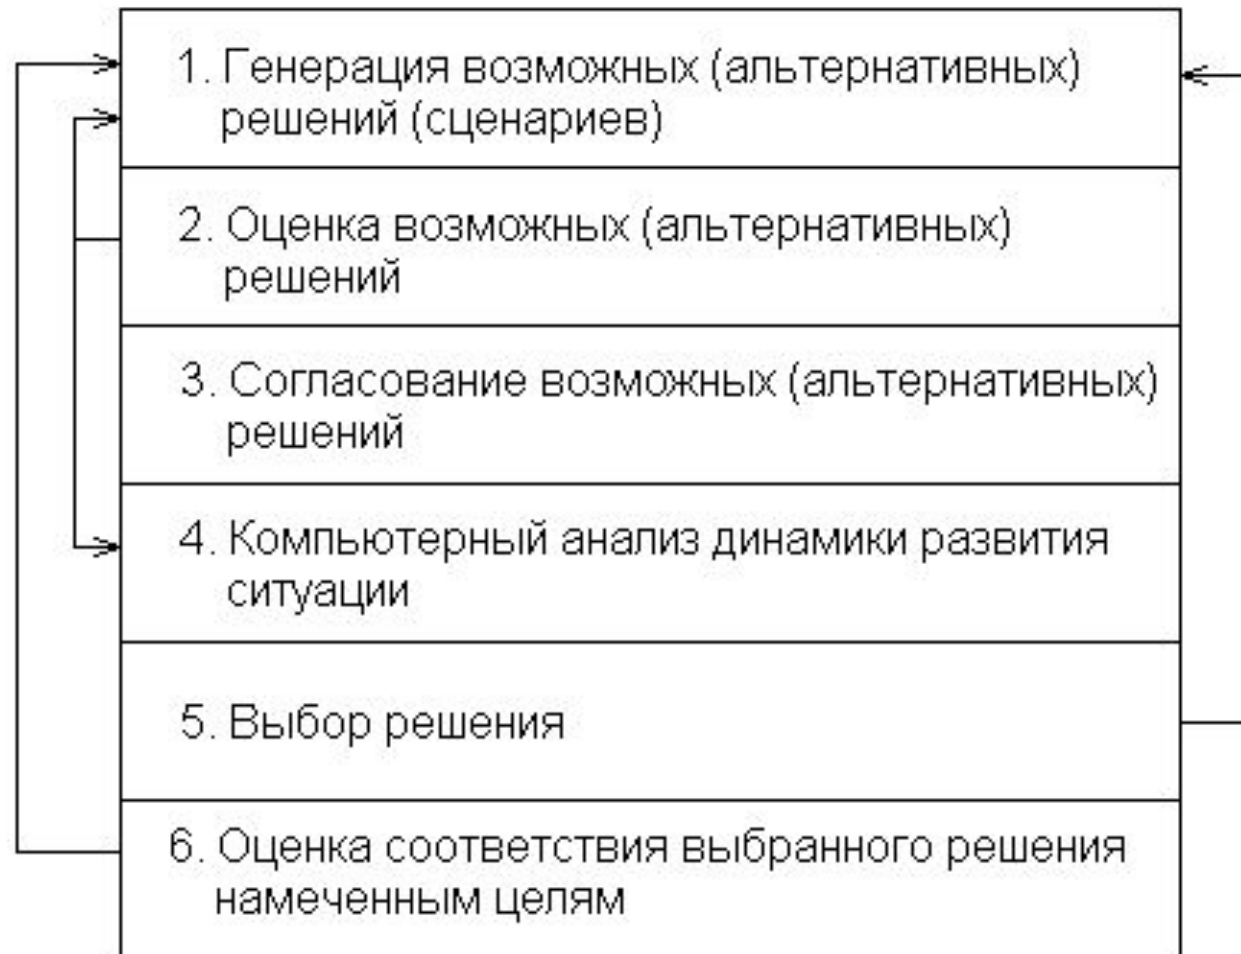 1. Генерация возможных (альтернативных)
решений (сценариев)
2. Оценка возможных (альтернативных)
решений
3. Согласование возможных (альтернативных)
решений
4. Компьютерный анализ динамики развития
ситуации
5. Выбор решения
6. Оценка соответствия выбранного решения
намеченным целям